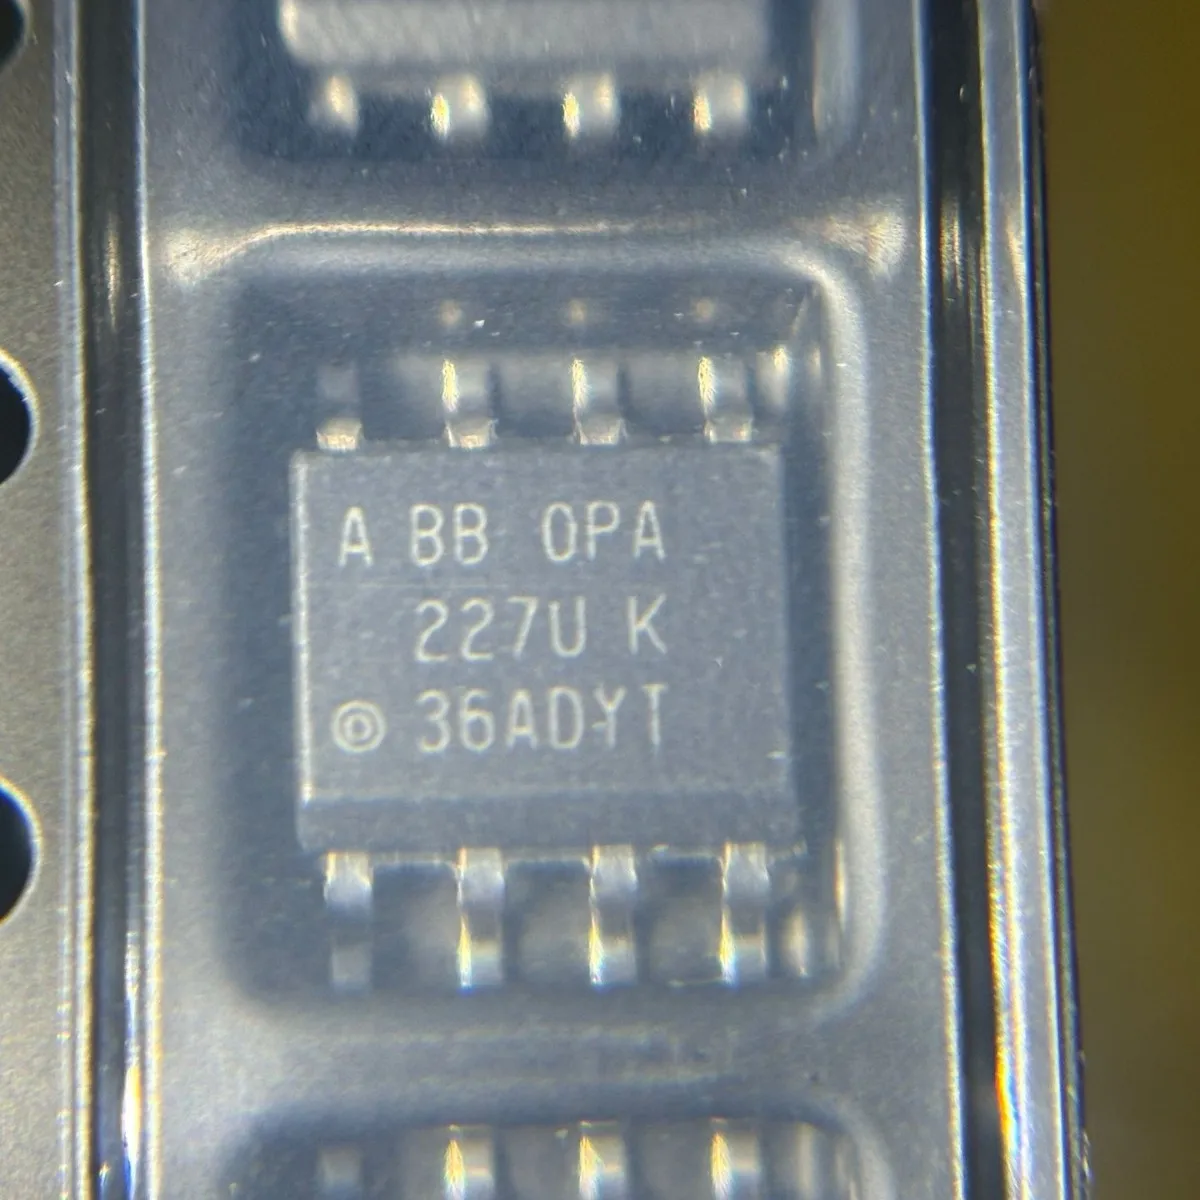 A BB OPA
227U K
◎ 36ADYT